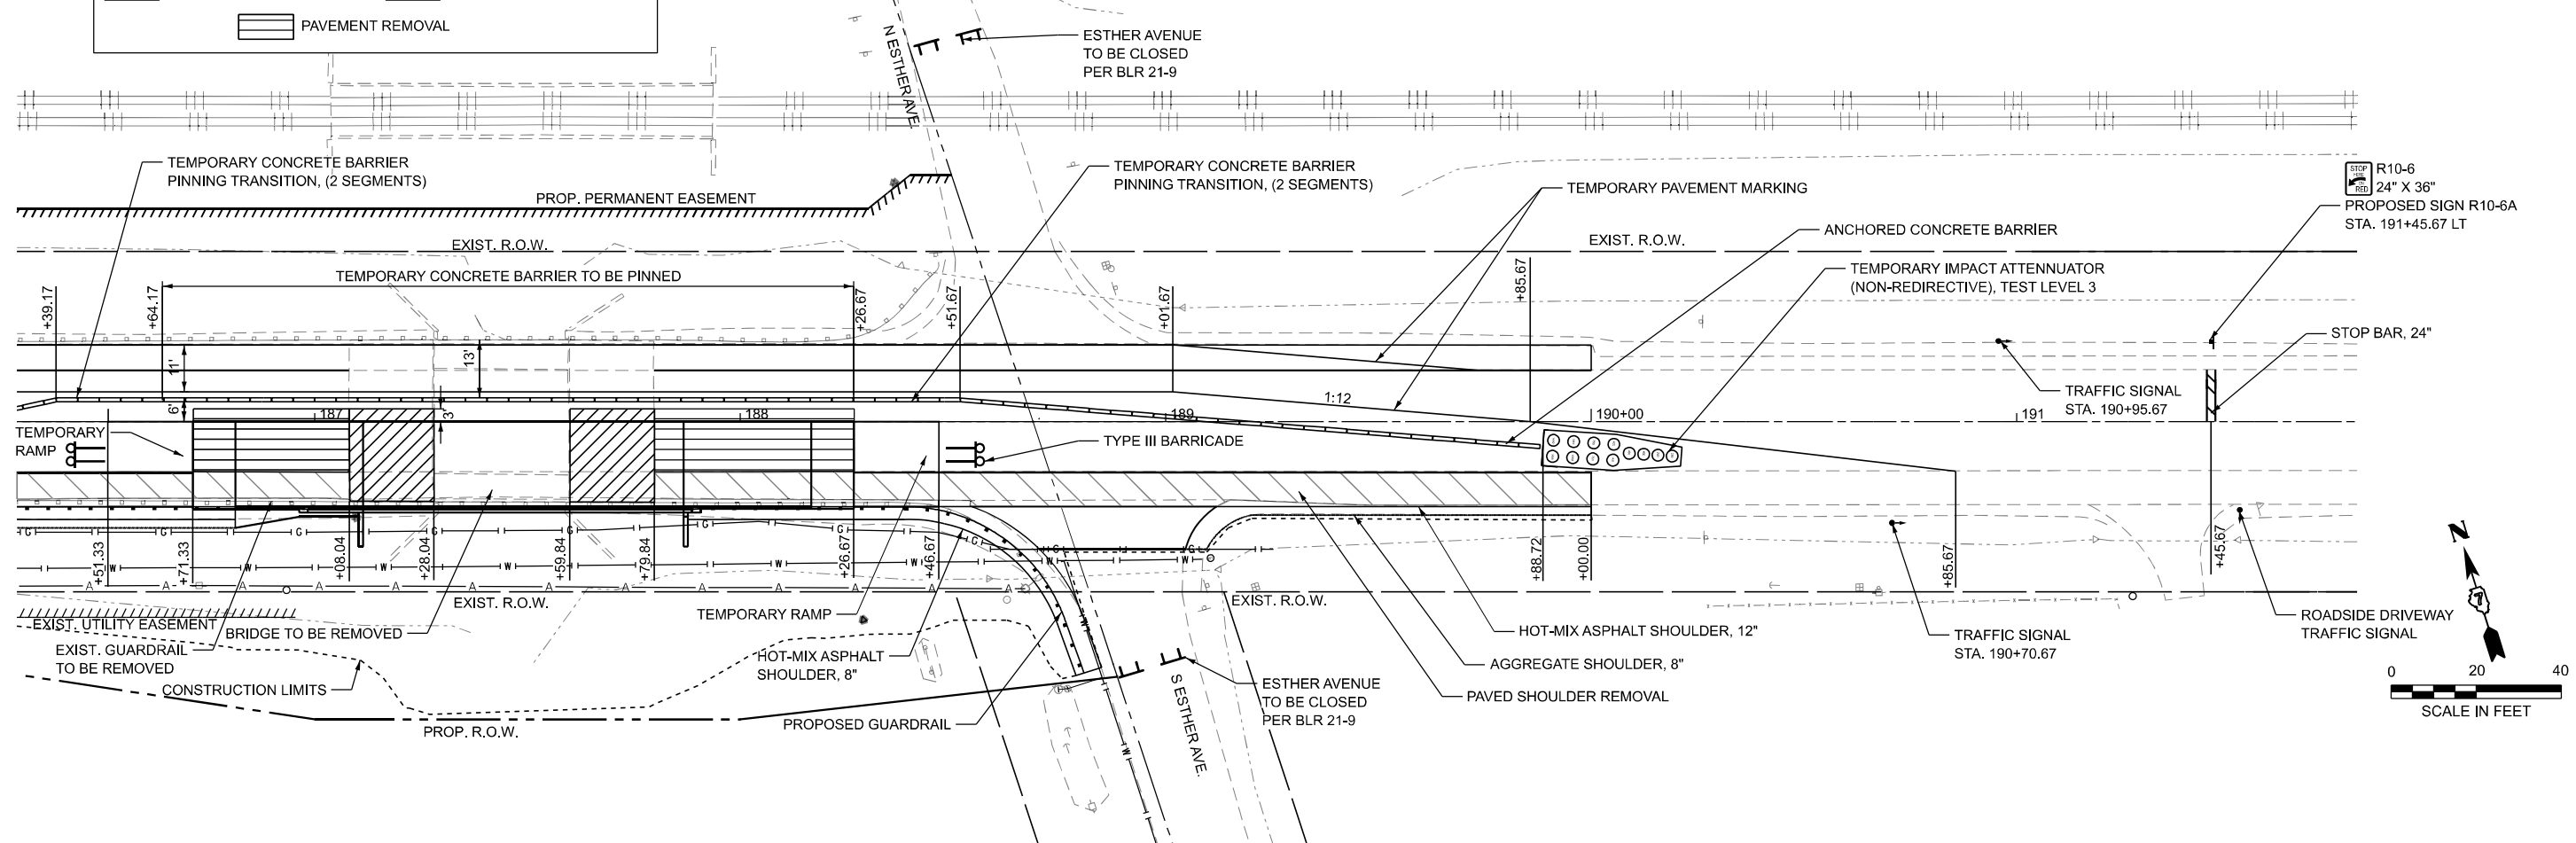 PAVEMENT REMOVAL
N ESTHER AVE.
ESTHER AVENUE
TO BE CLOSED
PER BLR 21-9
TEMPORARY CONCRETE BARRIER
PINNING TRANSITION, (2 SEGMENTS)
TEMPORARY CONCRETE BARRIER
PINNING TRANSITION, (2 SEGMENTS)
TEMPORARY PAVEMENT MARKING
STOP
HERE
ON
RED
R10-6
24" X 36"
PROPOSED SIGN R10-6A
STA. 191+45.67 LT
PROP. PERMANENT EASEMENT
EXIST. R.O.W.
EXIST. R.O.W.
ANCHORED CONCRETE BARRIER
TEMPORARY IMPACT ATTENUATOR
(NON-REDIRECTIVE), TEST LEVEL 3
TEMPORARY CONCRETE BARRIER TO BE PINNED
+39.17
+64.17
+26.67
+51.67
+01.67
+85.67
STOP BAR, 24"
11'
13'
6'
3'
1:12
TRAFFIC SIGNAL
STA. 190+95.67
187
188
189
190+00
191
TEMPORARY
RAMP
TYPE III BARRICADE
G G G G G G G
W W W W W W
A A A A A A A A A A A A A
+51.33
+71.33
+08.04
+28.04
+59.84
+79.84
+26.67
+46.67
+88.72
+00.00
+85.67
+45.67
EXIST. R.O.W.
EXIST. R.O.W.
EXIST. UTILITY EASEMENT
BRIDGE TO BE REMOVED
TEMPORARY RAMP
HOT-MIX ASPHALT SHOULDER, 12"
TRAFFIC SIGNAL
STA. 190+70.67
ROADSIDE DRIVEWAY
TRAFFIC SIGNAL
EXIST. GUARDRAIL
TO BE REMOVED
HOT-MIX ASPHALT
SHOULDER, 8"
AGGREGATE SHOULDER, 8"
CONSTRUCTION LIMITS
ESTHER AVENUE
TO BE CLOSED
PER BLR 21-9
PAVED SHOULDER REMOVAL
PROP. R.O.W.
PROPOSED GUARDRAIL
S ESTHER AVE.
W
W
N
7
0 20 40
SCALE IN FEET